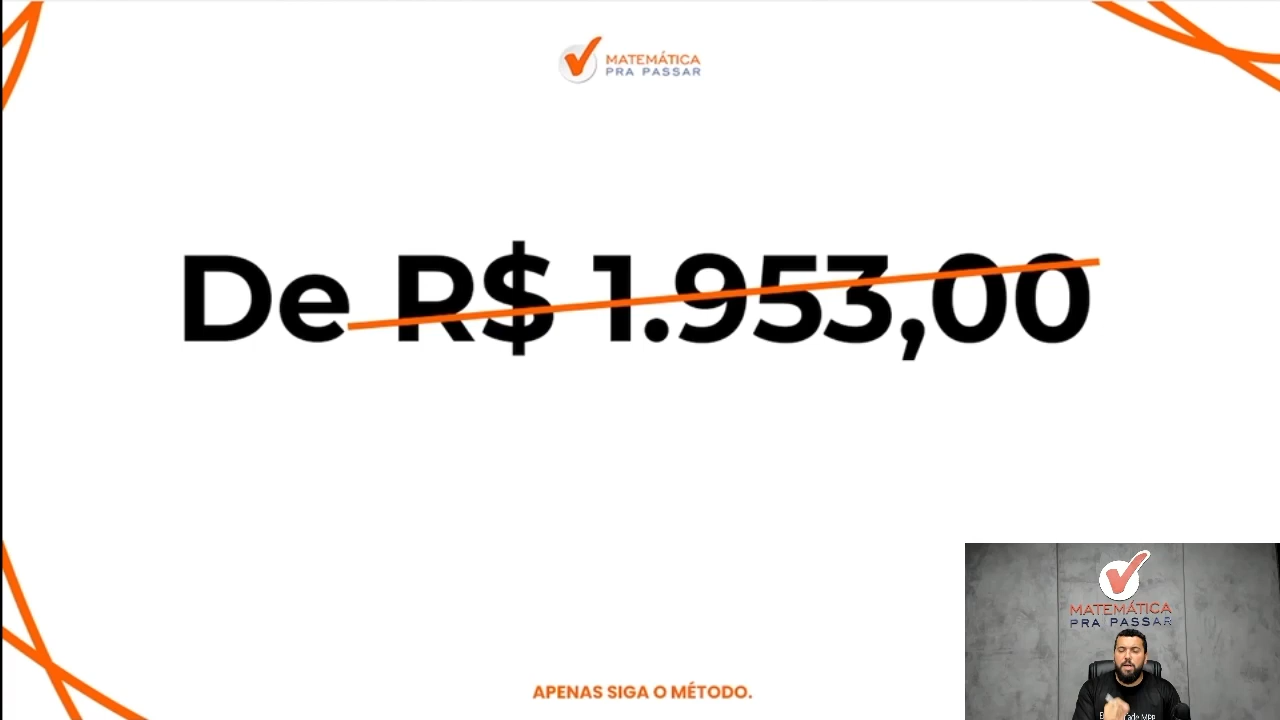 MATEMÁTICA
PRA PASSAR
De R$ 1.953,00
MATEMÁTICA
PRA PASSAR
APENAS SIGA O MÉTODO.